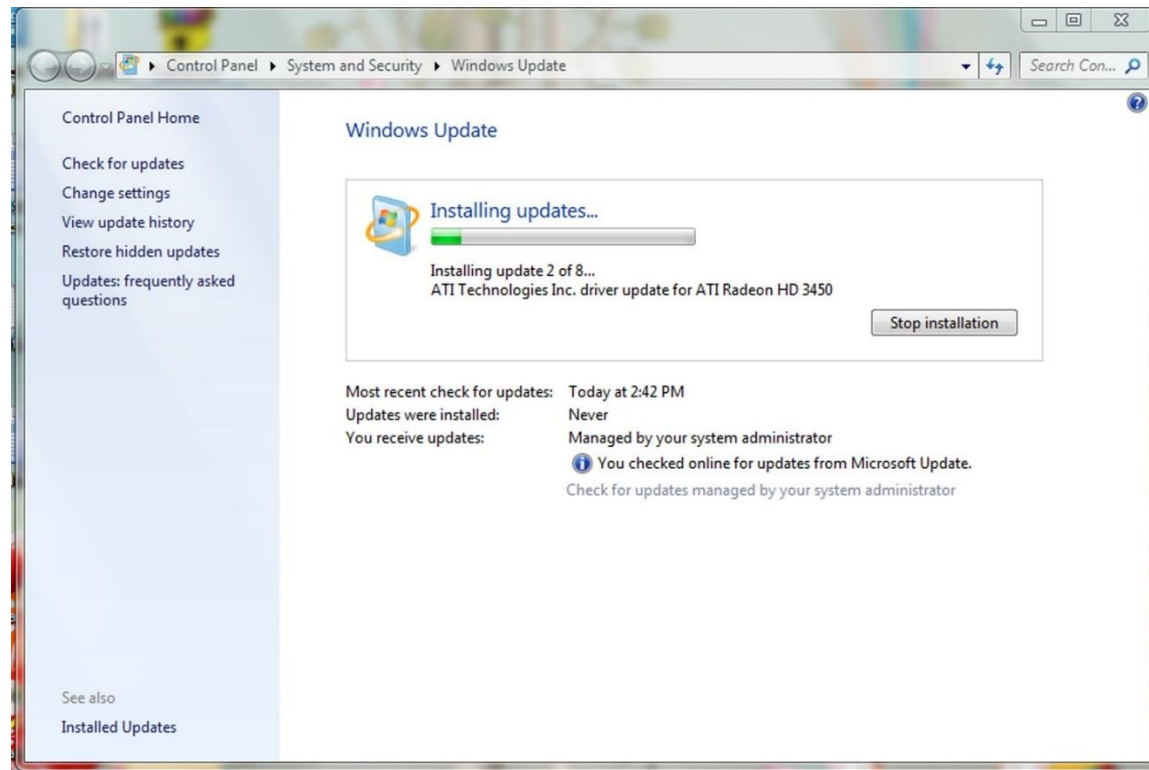 Control Panel ▸ System and Security ▸ Windows Update
Search Con...
Control Panel Home
Check for updates
Change settings
View update history
Restore hidden updates
Updates: frequently asked
questions
See also
Installed Updates
Windows Update
Installing updates...
Installing update 2 of 8...
ATI Technologies Inc. driver update for ATI Radeon HD 3450
Stop installation
Most recent check for updates: Today at 2:42 PM
Updates were installed: Never
You receive updates: Managed by your system administrator
You checked online for updates from Microsoft Update.
Check for updates managed by your system administrator